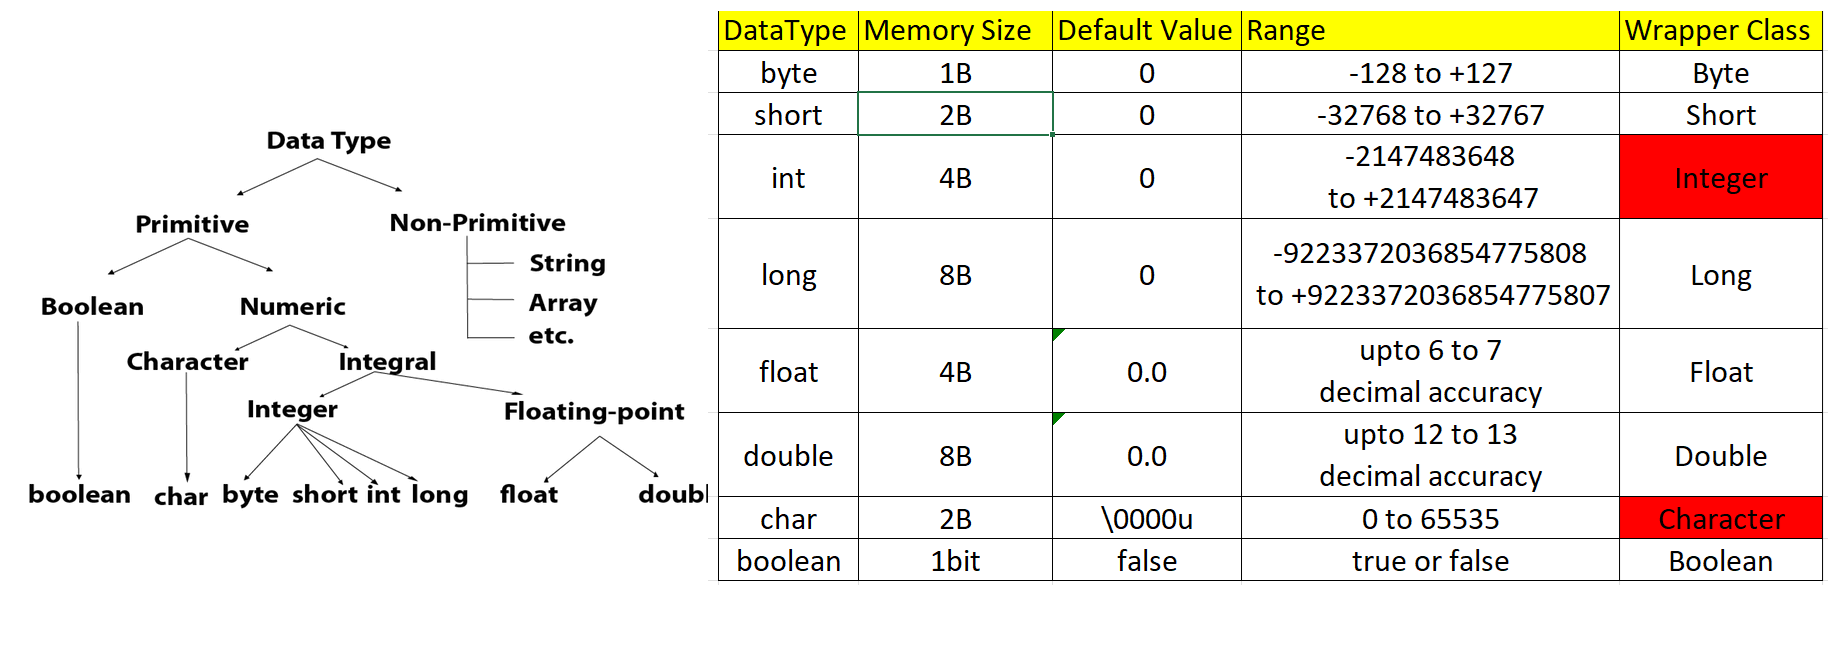 Data Type
Primitive
Non-Primitive
String
Array
etc.
Boolean
Numeric
Character
Integral
Integer
Floating-point
boolean char byte short int long float doubl
DataType Memory Size Default Value Range Wrapper Class
byte 1B 0 -128 to +127 Byte
short 2B 0 -32768 to +32767 Short
int 4B 0 -2147483648
to +2147483647 Integer
long 8B 0 -9223372036854775808
to +9223372036854775807 Long
float 4B 0.0 upto 6 to 7
decimal accuracy Float
double 8B 0.0 upto 12 to 13
decimal accuracy Double
char 2B \0000u 0 to 65535 Character
boolean 1bit false true or false Boolean